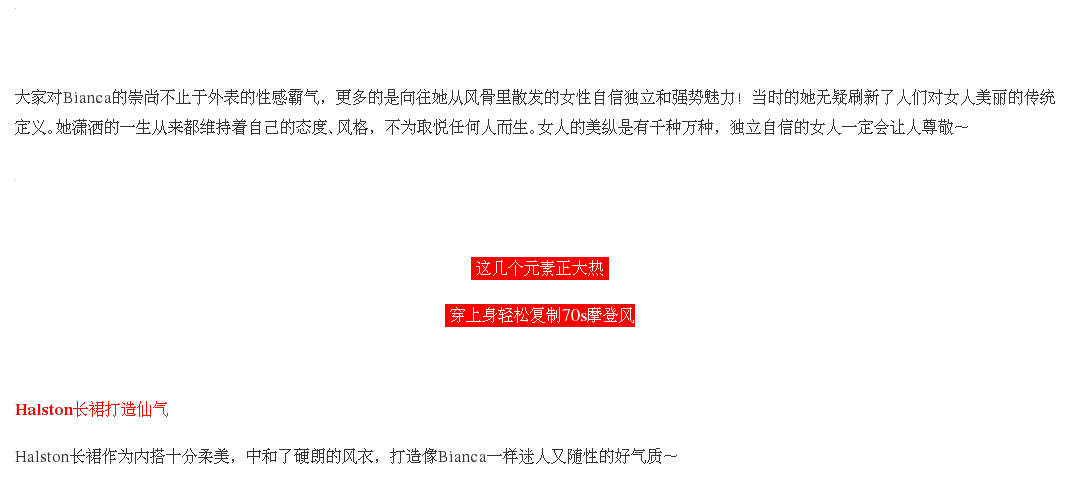 大家对Bianca的崇尚不止于外表的性感霸气，更多的是向往她从风骨里散发的女性自信独立和强势魅力！当时的她无疑刷新了人们对女人美丽的传统
定义。她潇洒的一生从来都维持着自己的态度、风格，不为取悦任何人而生。女人的美纵是有千种万种，独立自信的女人一定会让人尊敬～
这几个元素正大热
穿上身轻松复制70s摩登风
Halston长裙打造仙气
Halston长裙作为内搭十分柔美，中和了硬朗的风衣，打造像Bianca一样迷人又随性的好气质～